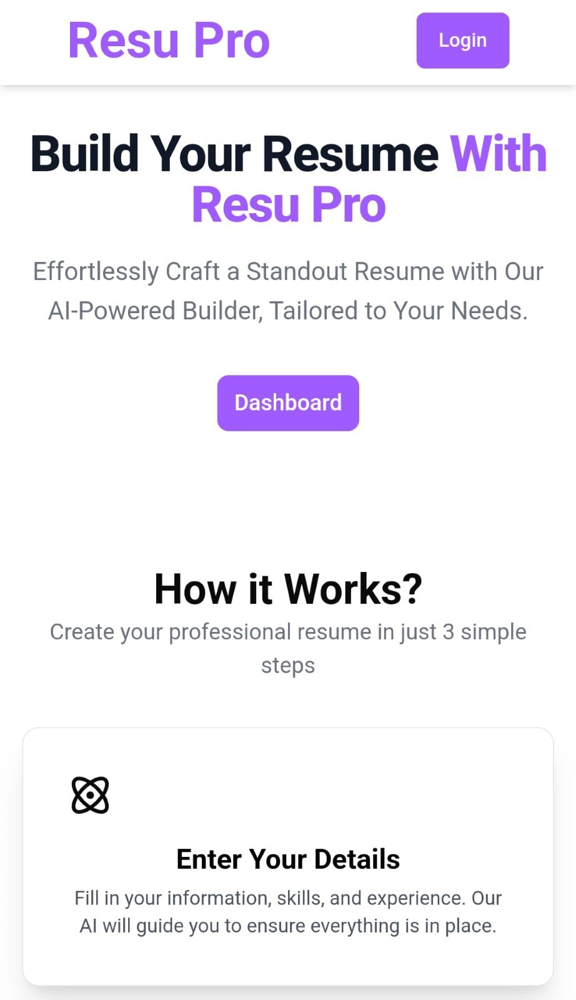 Resu Pro
Login
Build Your Resume With
Resu Pro
Effortlessly Craft a Standout Resume with Our
AI-Powered Builder, Tailored to Your Needs.
Dashboard
How it Works?
Create your professional resume in just 3 simple
steps
Enter Your Details
Fill in your information, skills, and experience. Our
AI will guide you to ensure everything is in place.